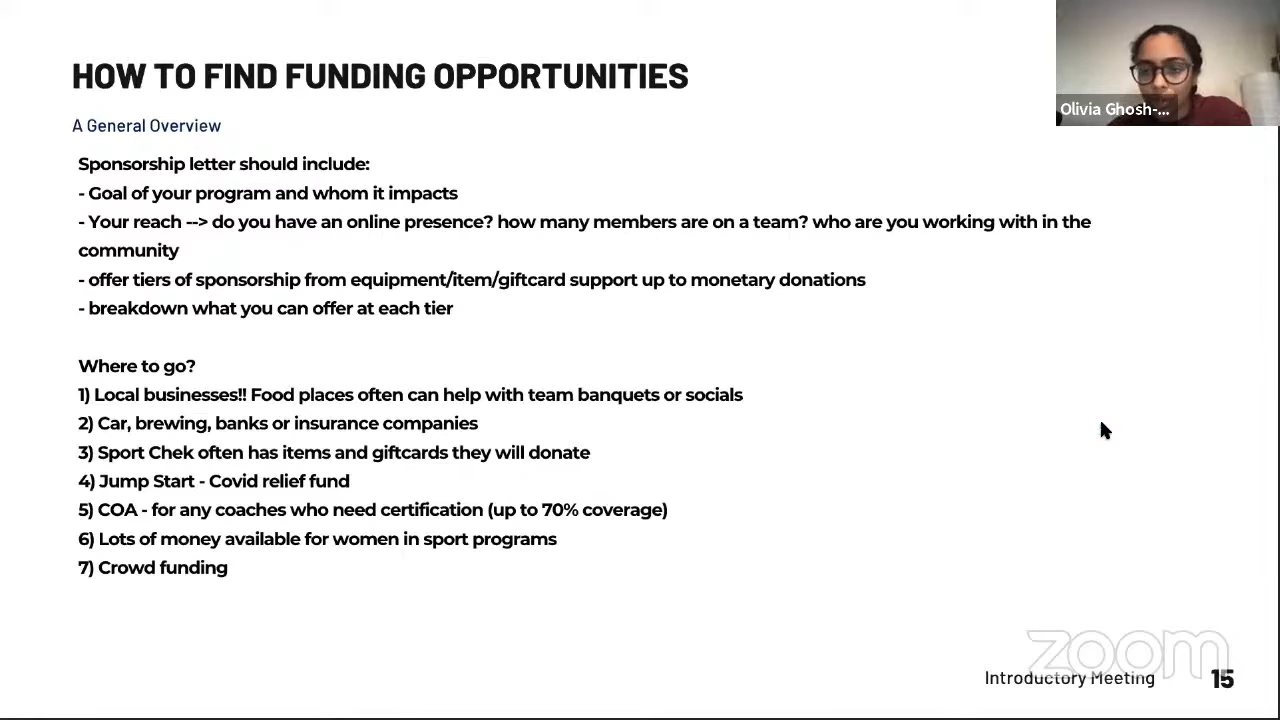 HOW TO FIND FUNDING OPPORTUNITIES
Olivia Ghosh-...
A General Overview
Sponsorship letter should include:
- Goal of your program and whom it impacts
- Your reach --> do you have an online presence? how many members are on a team? who are you working with in the
community
- offer tiers of sponsorship from equipment/item/giftcard support up to monetary donations
- breakdown what you can offer at each tier
Where to go?
1) Local businesses!! Food places often can help with team banquets or socials
2) Car, brewing, banks or insurance companies
3) Sport Chek often has items and giftcards they will donate
4) Jump Start - Covid relief fund
5) COA - for any coaches who need certification (up to 70% coverage)
6) Lots of money available for women in sport programs
7) Crowd funding
zoom
Introductory Meeting 15